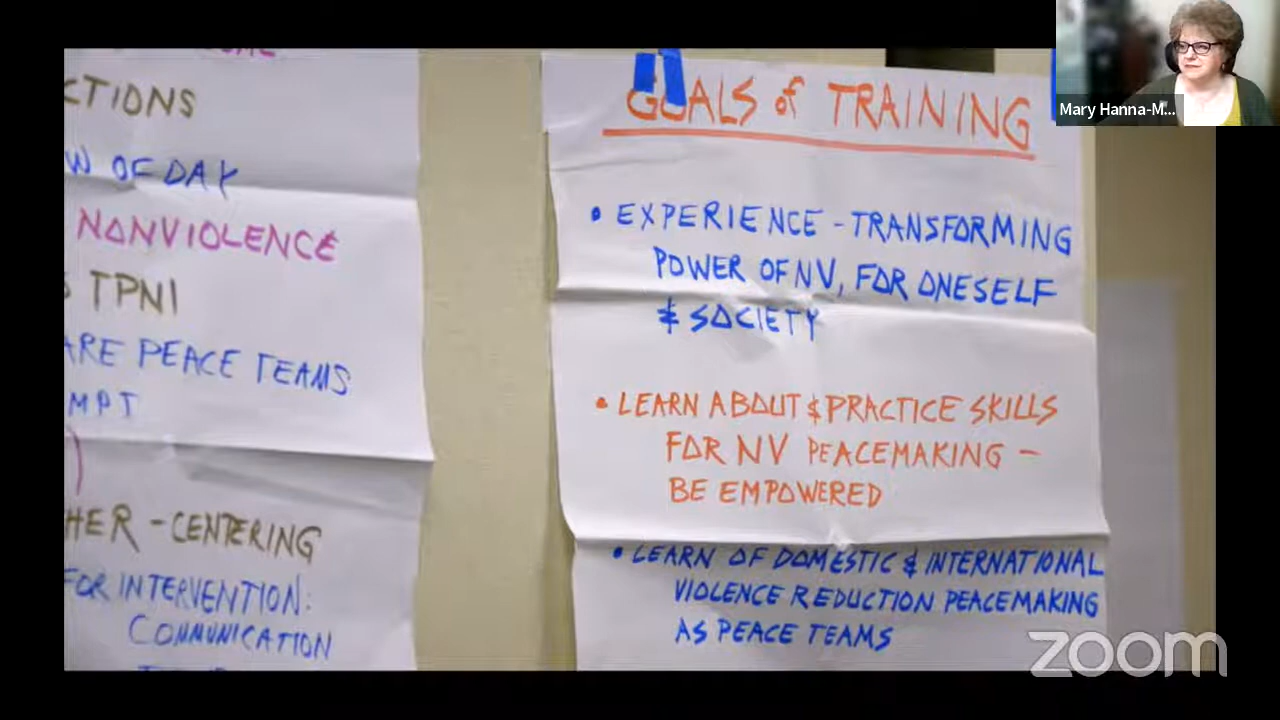 CTIONS
W OF DAY
NONVIOLENCE
S TPNI
ARE PEACE TEAMS
MPT
HER - CENTERING
FOR INTERVENTION:
COMMUNICATION
GOALS of TRAINING
• EXPERIENCE - TRANSFORMING
POWER OF NV, FOR ONESELF
& SOCIETY
• LEARN ABOUT & PRACTICE SKILLS
FOR NV PEACEMAKING -
BE EMPOWERED
• LEARN OF DOMESTIC & INTERNATIONAL
VIOLENCE REDUCTION PEACEMAKING
AS PEACE TEAMS
Mary Hanna-M...
zoom